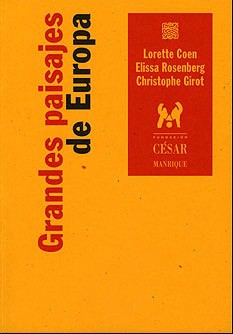 Grandes paisajes
de Europa
Lorette Coen
Elissa Rosenberg
Christophe Girot
FUNDACIÓN
CÉSAR
MANRIQUE